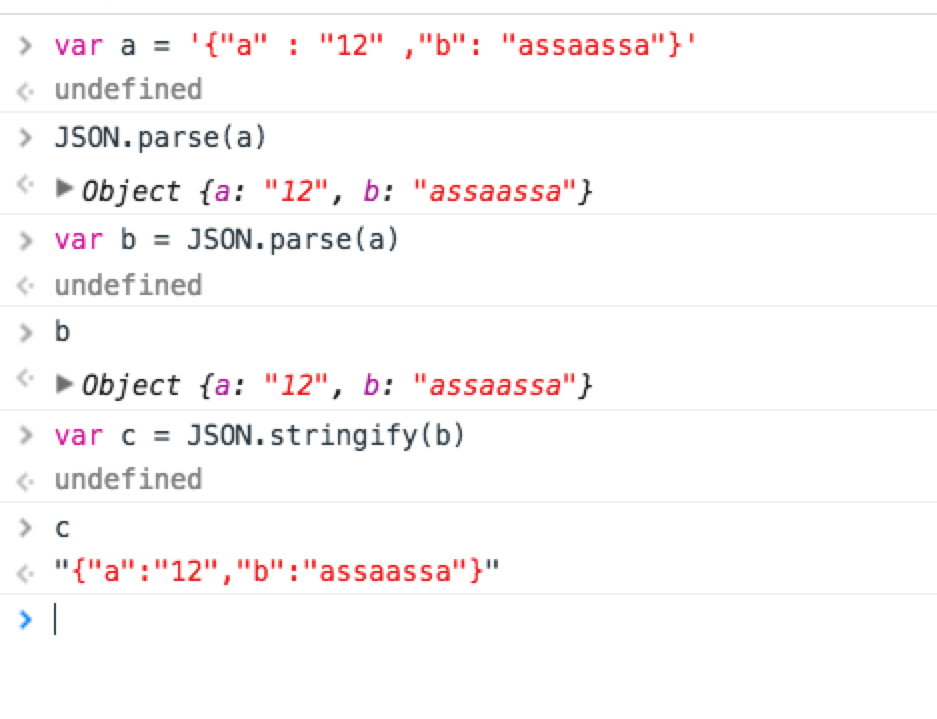 > var a = '{"a" : "12" ,"b": "assaassa"}'
undefined
> JSON.parse(a)
Object {a: "12", b: "assaassa"}
> var b = JSON.parse(a)
undefined
> b
Object {a: "12", b: "assaassa"}
> var c = JSON.stringify(b)
undefined
> c
"{"a":"12","b":"assaassa"}"
>